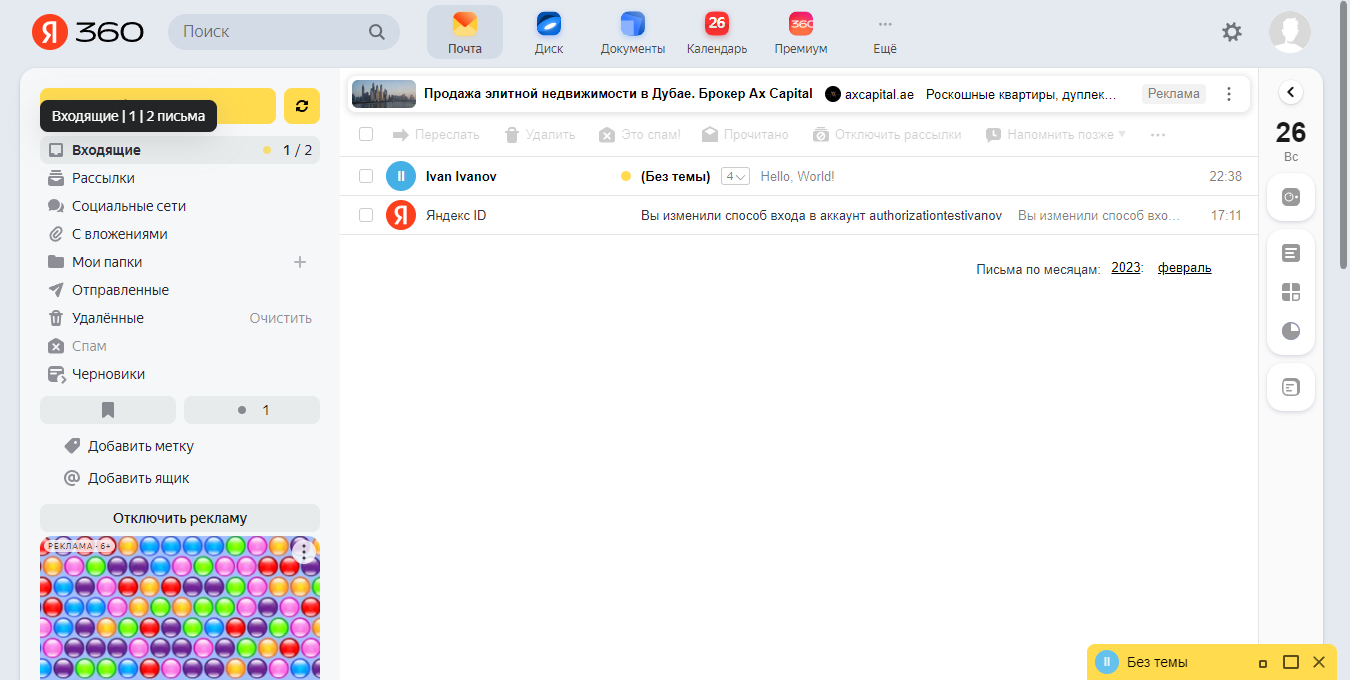 Я 360
Поиск
Почта
Диск
Документы
26
Календарь
360
Премиум
Ещё
Входящие | 1 | 2 письма
Входящие 1 / 2
Рассылки
Социальные сети
С вложениями
Мои папки
Отправленные
Удалённые Очистить
Спам
Черновики
1
Добавить метку
Добавить ящик
Отключить рекламу
РЕКЛАМА • 6+
Продажа элитной недвижимости в Дубае. Брокер Ax Capital axcapital.ae Роскошные квартиры, дуплек... Реклама
Переслать Удалить Это спам! Прочитано Отключить рассылки Напомнить позже
II Ivan Ivanov (Без темы) 4 Hello, World! 22:38
Я Яндекс ID Вы изменили способ входа в аккаунт authorizationtestivanov Вы изменили способ вхо... 17:11
Письма по месяцам: 2023: февраль
26
Вс
II Без темы